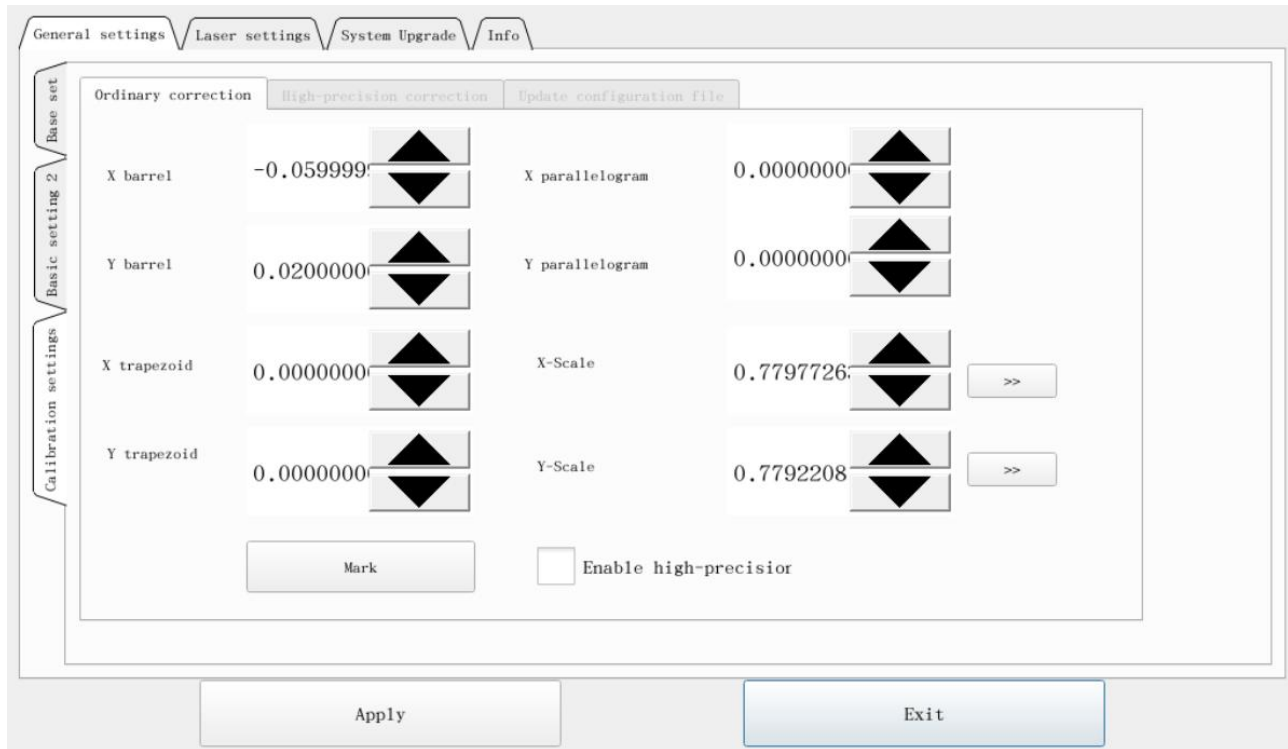 General settings
Laser settings
System Upgrade
Info
Base set
Basic setting 2
Calibration settings
Ordinary correction
High-precision correction
Update configuration file
X barrel
-0.0599999
X parallelogram
0.0000000
Y barrel
0.0200000
Y parallelogram
0.0000000
X trapezoid
0.0000000
X-Scale
0.7797726
>>
Y trapezoid
0.0000000
Y-Scale
0.7792208
>>
Mark
Enable high-precision
Apply
Exit